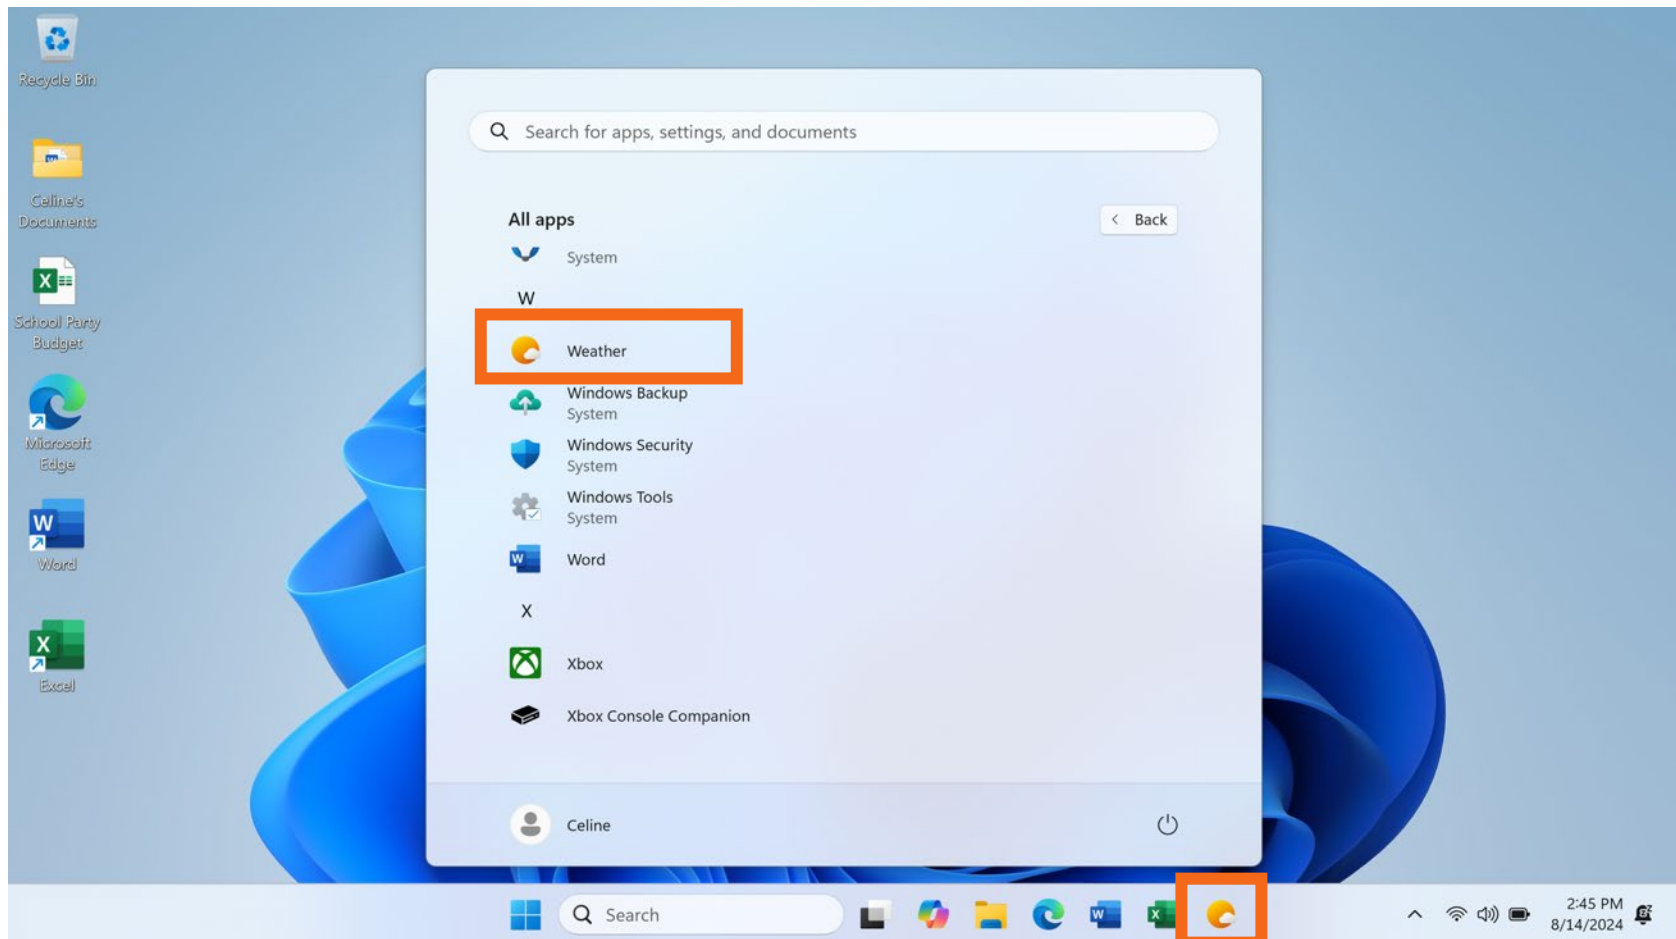 Recycle Bin
Celine's
Documents
School Party
Budget
Microsoft
Edge
Word
Excel
Search for apps, settings, and documents
All apps
Back
System
W
Weather
Windows Backup
System
Windows Security
System
Windows Tools
System
Word
X
Xbox
Xbox Console Companion
Celine
Search
2:45 PM
8/14/2024